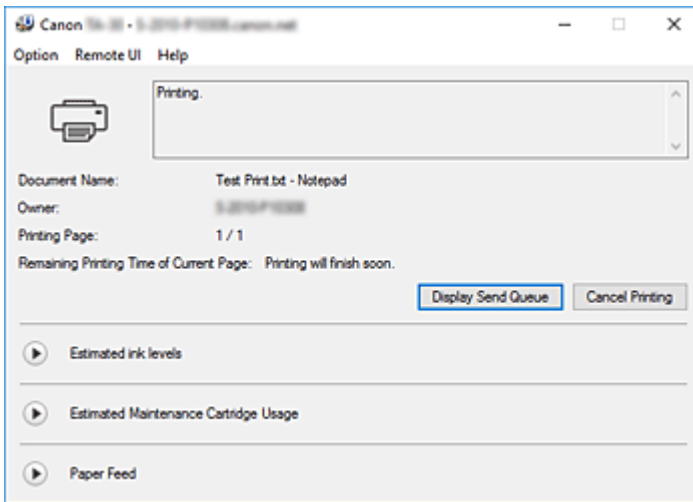 Canon
Option Remote UI Help
Printing.
Document Name: Test Print.txt - Notepad
Owner:
Printing Page: 1 / 1
Remaining Printing Time of Current Page: Printing will finish soon.
Display Send Queue Cancel Printing
Estimated ink levels
Estimated Maintenance Cartridge Usage
Paper Feed